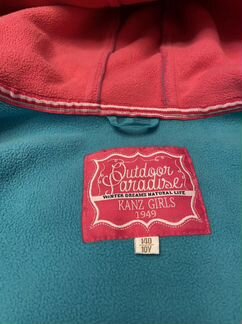 Outdoor
Paradise
WINTER DREAMS NATURAL LIFE
KANZ GIRLS
1949
140
10Y